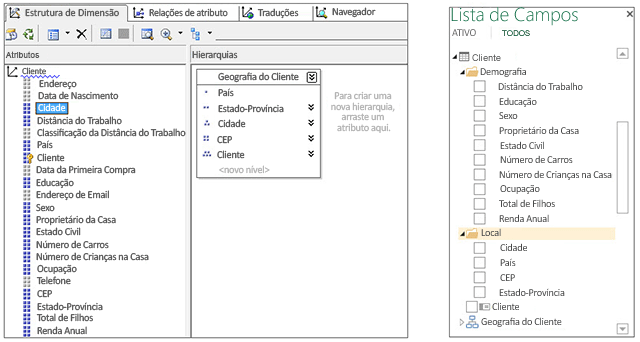 Estrutura de Dimensão
Relações de atributo
Traduções
Navegador
Atributos
Cliente
Endereço
Data de Nascimento
Cidade
Distância do Trabalho
Classificação da Distância do Trabalho
País
Cliente
Data da Primeira Compra
Educação
Endereço de Email
Sexo
Proprietário da Casa
Estado Civil
Número de Carros
Número de Crianças na Casa
Ocupação
Telefone
CEP
Estado-Província
Total de Filhos
Renda Anual
Hierarquias
Geografia do Cliente
País
Estado-Província
Cidade
CEP
Cliente
<novo nível>
Para criar uma
nova hierarquia,
arraste um
atributo aqui.
Lista de Campos
ATIVO TODOS
Cliente
Demografia
Distância do Trabalho
Educação
Sexo
Proprietário da Casa
Estado Civil
Número de Carros
Número de Crianças na Casa
Ocupação
Total de Filhos
Renda Anual
Local
Cidade
País
CEP
Estado-Província
Cliente
Geografia do Cliente